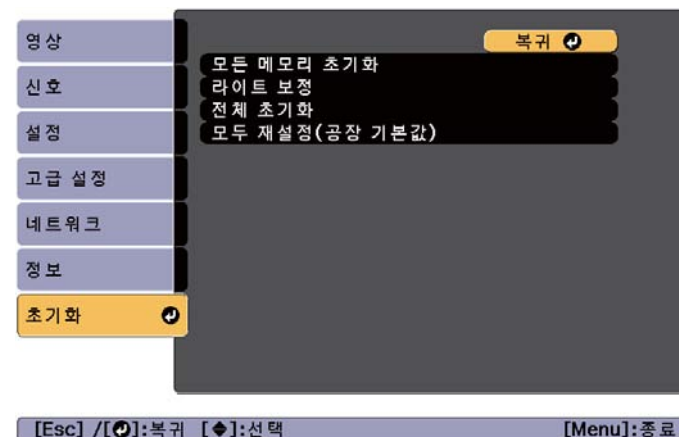 영상
신호
설정
고급 설정
네트워크
정보
초기화
복귀
모든 메모리 초기화
라이트 보정
전체 초기화
모두 재설정(공장 기본값)
[Esc] /[⏎]:복귀 [◆]:선택 [Menu]:종료